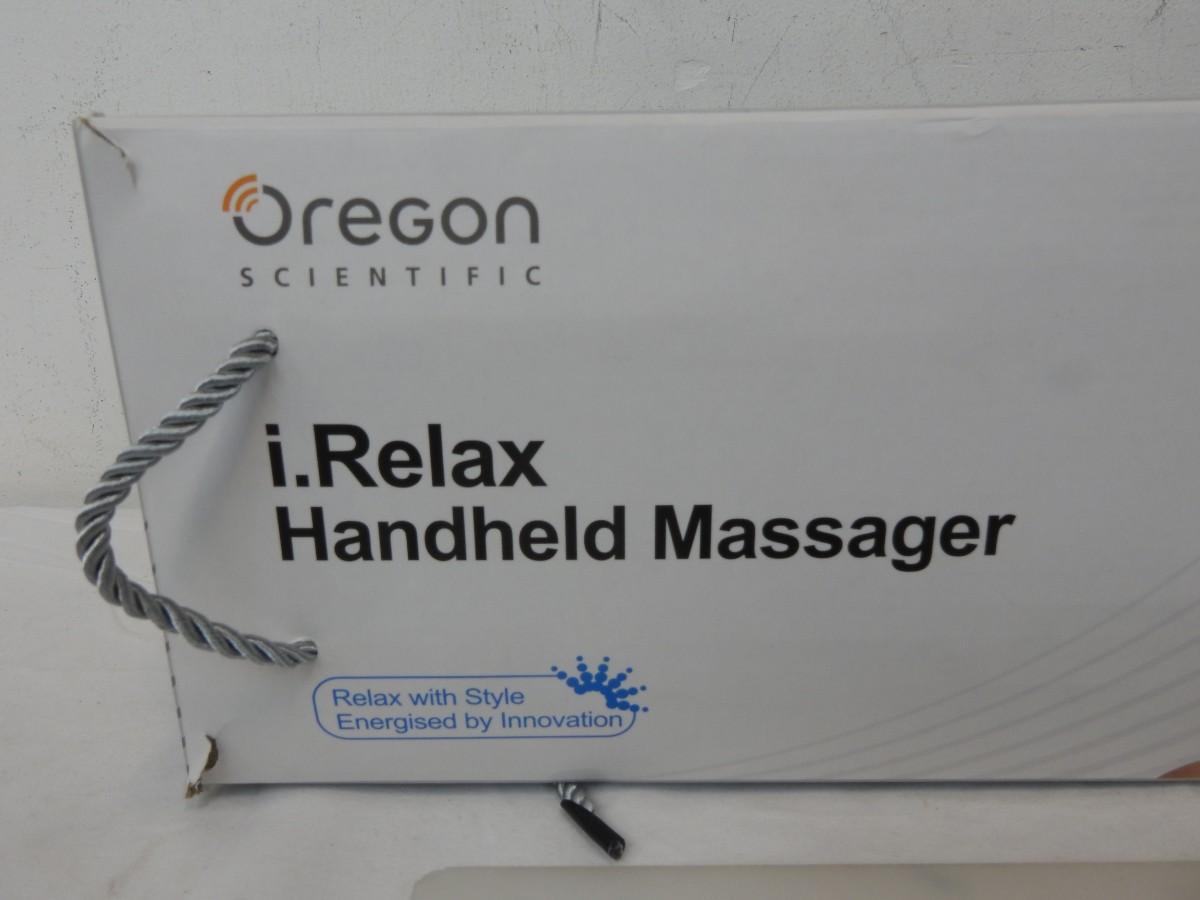 Oregon
SCIENTIFIC
i.Relax
Handheld Massager
Relax with Style
Energised by Innovation